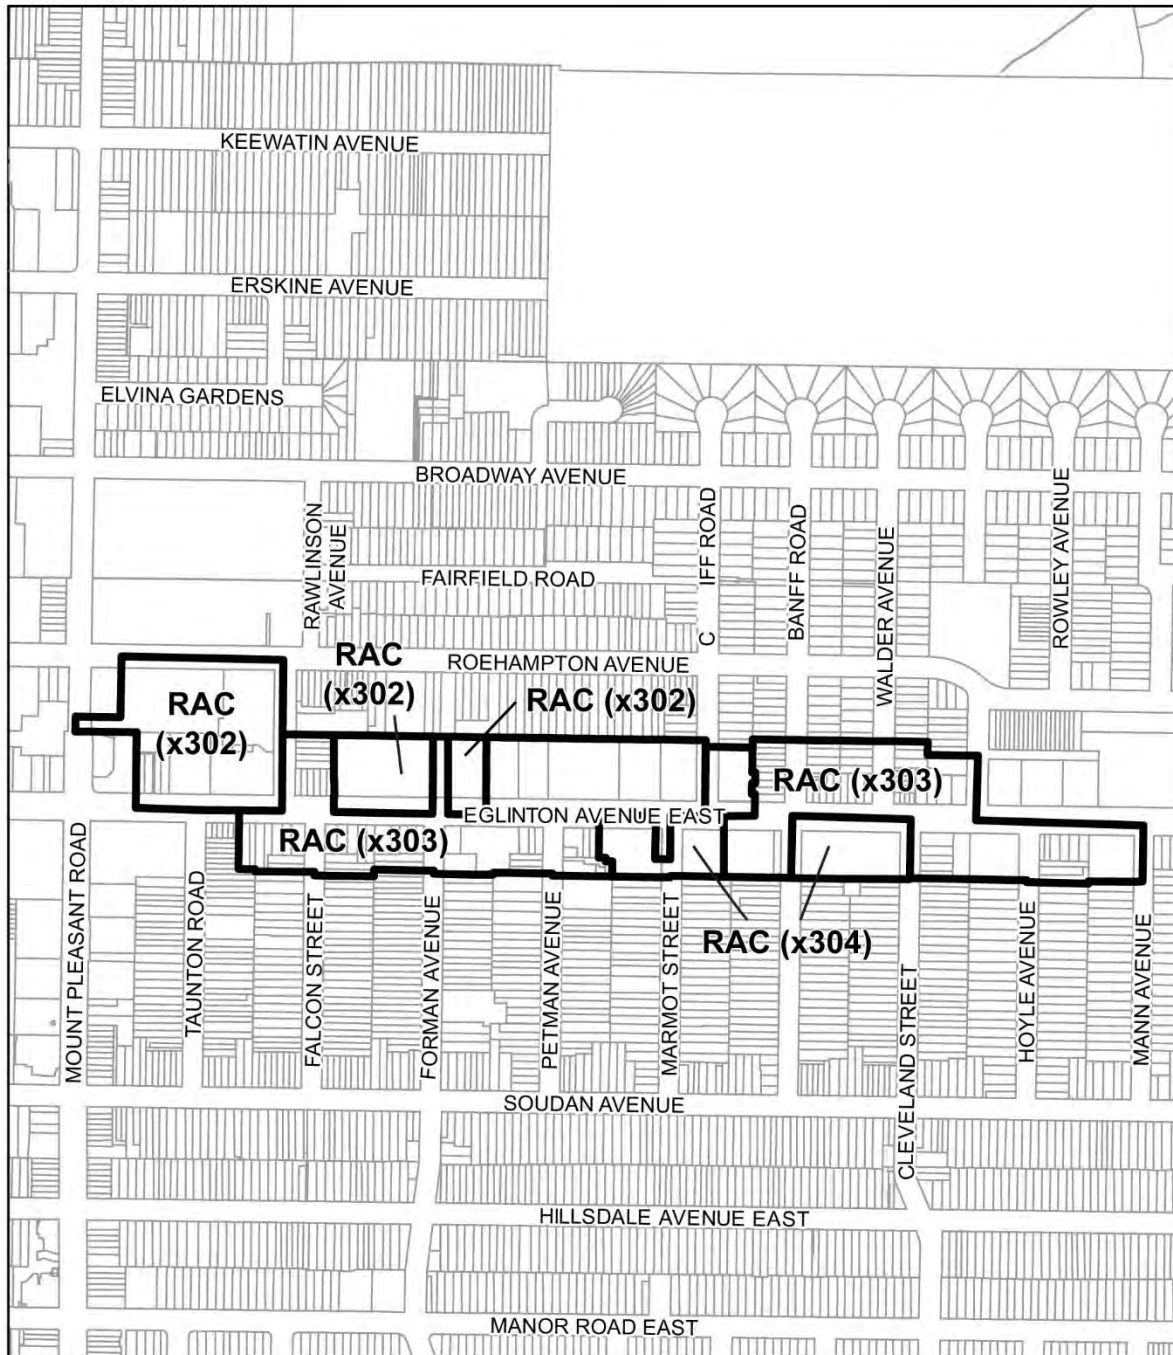 KEEWATIN AVENUE
ERSKINE AVENUE
ELVINA GARDENS
BROADWAY AVENUE
RAWLINSON
AVENUE
FAIRFIELD ROAD
C IFF ROAD
BANFF ROAD
WALDER AVENUE
ROWLEY AVENUE
ROEHAMPTON AVENUE
RAC
(x302)
RAC
(x302)
RAC (x302)
RAC (x303)
EGLINTON AVENUE EAST
RAC (x303)
RAC (x304)
MOUNT PLEASANT ROAD
TAUNTON ROAD
FALCON STREET
FORMAN AVENUE
PETMAN AVENUE
MARMOT STREET
CLEVELAND STREET
HOYLE AVENUE
MANN AVENUE
SOUDAN AVENUE
HILLSDALE AVENUE EAST
MANOR ROAD EAST